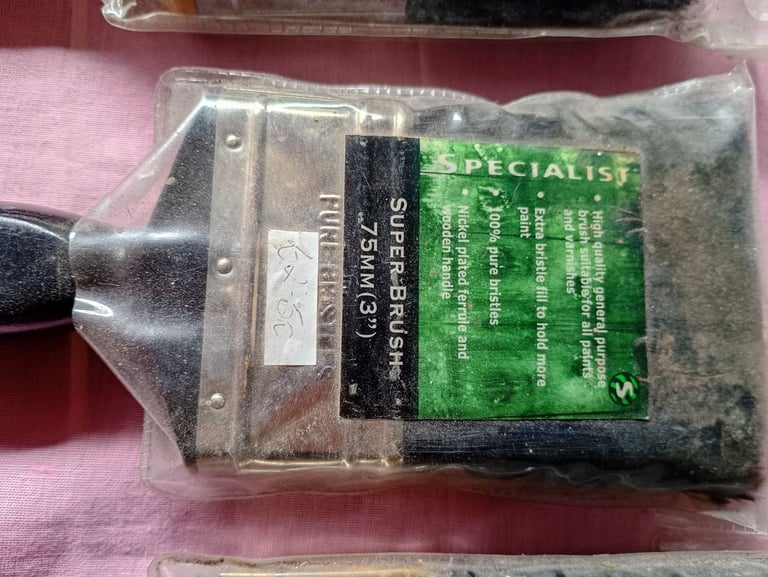 SPECIALIST
• High quality general purpose
brush suitable for all paints
and varnishes
• Extra bristle fill to hold more
paint
• 100% pure bristles
• Nickel plated ferrule and
wooden handle
S
SUPER BRUSH
75MM (3")
PURE BRISTLES